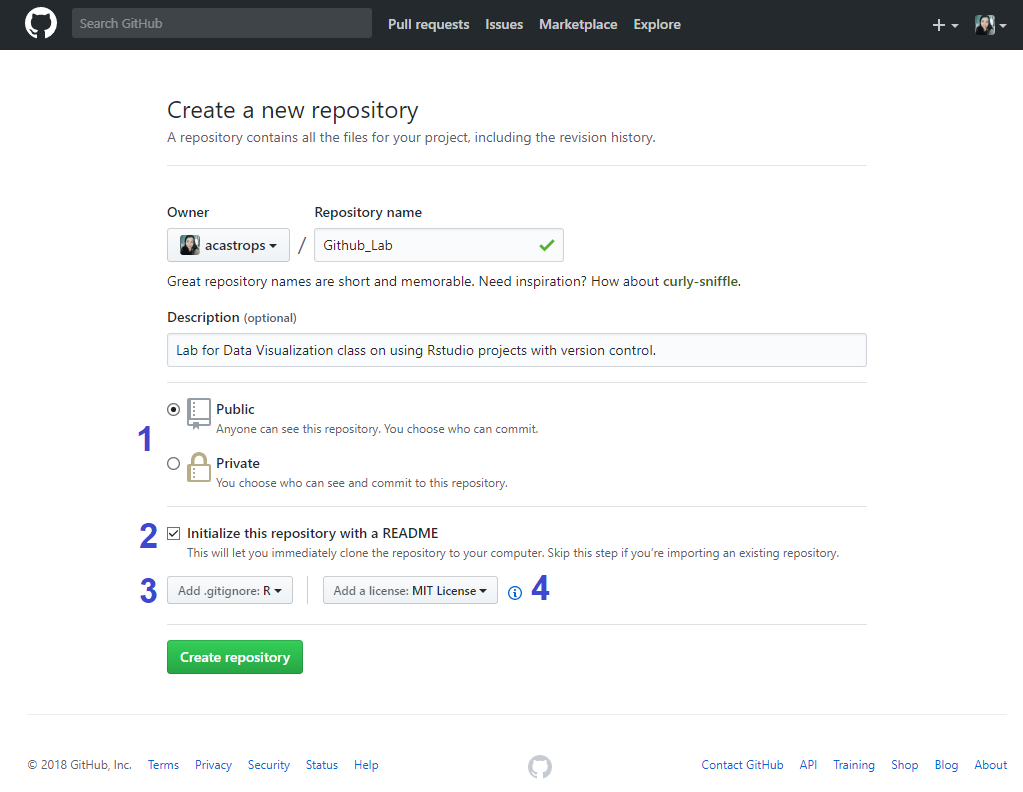 Search GitHub Pull requests Issues Marketplace Explore
Create a new repository
A repository contains all the files for your project, including the revision history.
Owner Repository name
acastrops / Github_Lab
Great repository names are short and memorable. Need inspiration? How about curly-sniffle.
Description (optional)
Lab for Data Visualization class on using Rstudio projects with version control.
Public
Anyone can see this repository. You choose who can commit.
1
Private
You choose who can see and commit to this repository.
2 Initialize this repository with a README
This will let you immediately clone the repository to your computer. Skip this step if you’re importing an existing repository.
3 Add .gitignore: R Add a license: MIT License 4
Create repository
© 2018 GitHub, Inc. Terms Privacy Security Status Help Contact GitHub API Training Shop Blog About